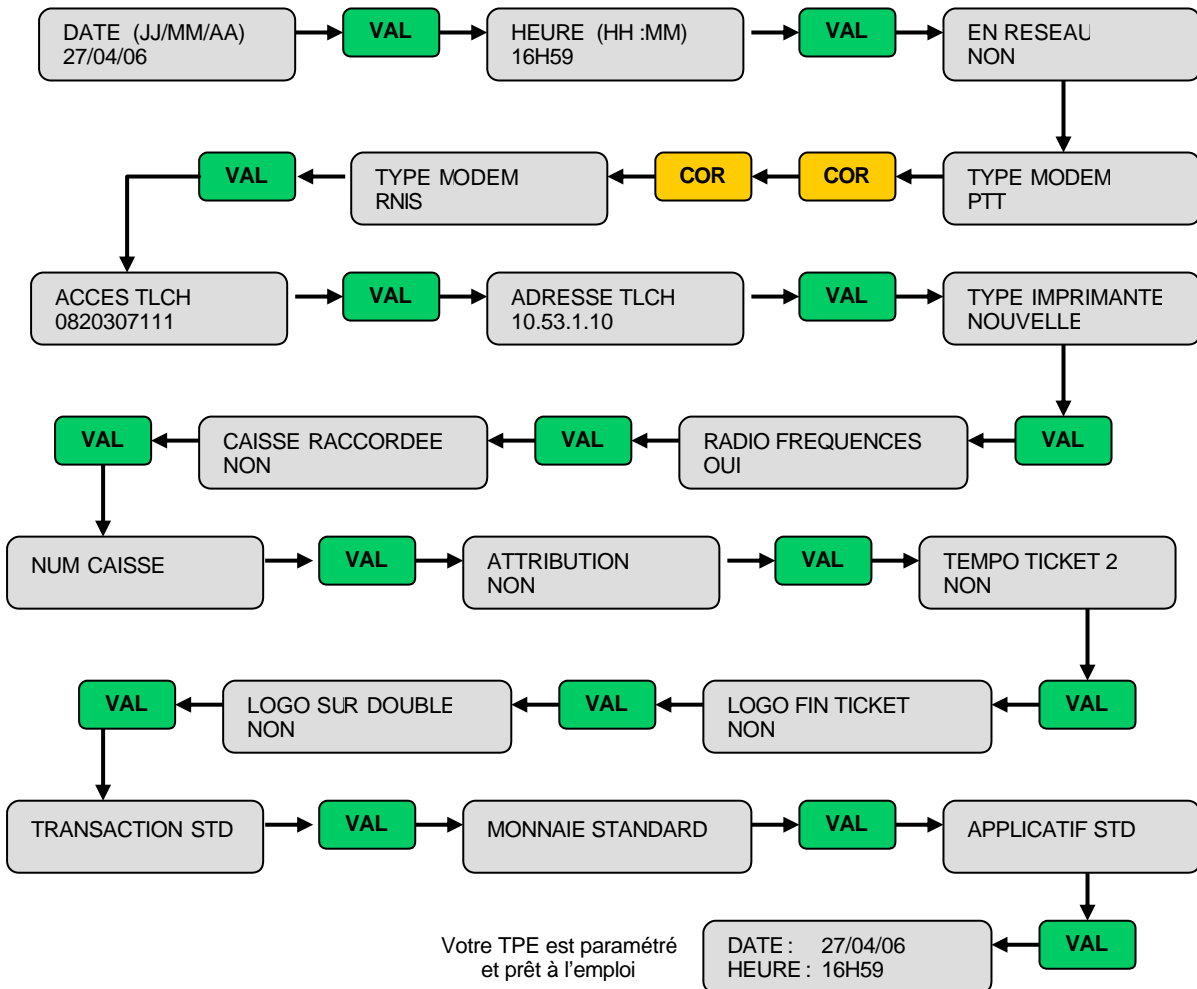 DATE (JJ/MM/AA)
27/04/06
VAL
HEURE (HH :MM)
16H59
VAL
EN RESEAU
NON
TYPE MODEM
PTT
COR
COR
TYPE MODEM
RNIS
VAL
ACCES TLCH
0820307111
VAL
ADRESSE TLCH
10.53.1.10
VAL
TYPE IMPRIMANTE
NOUVELLE
VAL
RADIO FREQUENCES
OUI
VAL
CAISSE RACCORDEE
NON
VAL
NUM CAISSE
VAL
ATTRIBUTION
NON
VAL
TEMPO TICKET 2
NON
VAL
LOGO FIN TICKET
NON
VAL
LOGO SUR DOUBLE
NON
VAL
TRANSACTION STD
VAL
MONNAIE STANDARD
VAL
APPLICATIF STD
VAL
DATE : 27/04/06
HEURE : 16H59
Votre TPE est paramétré
et prêt à l'emploi